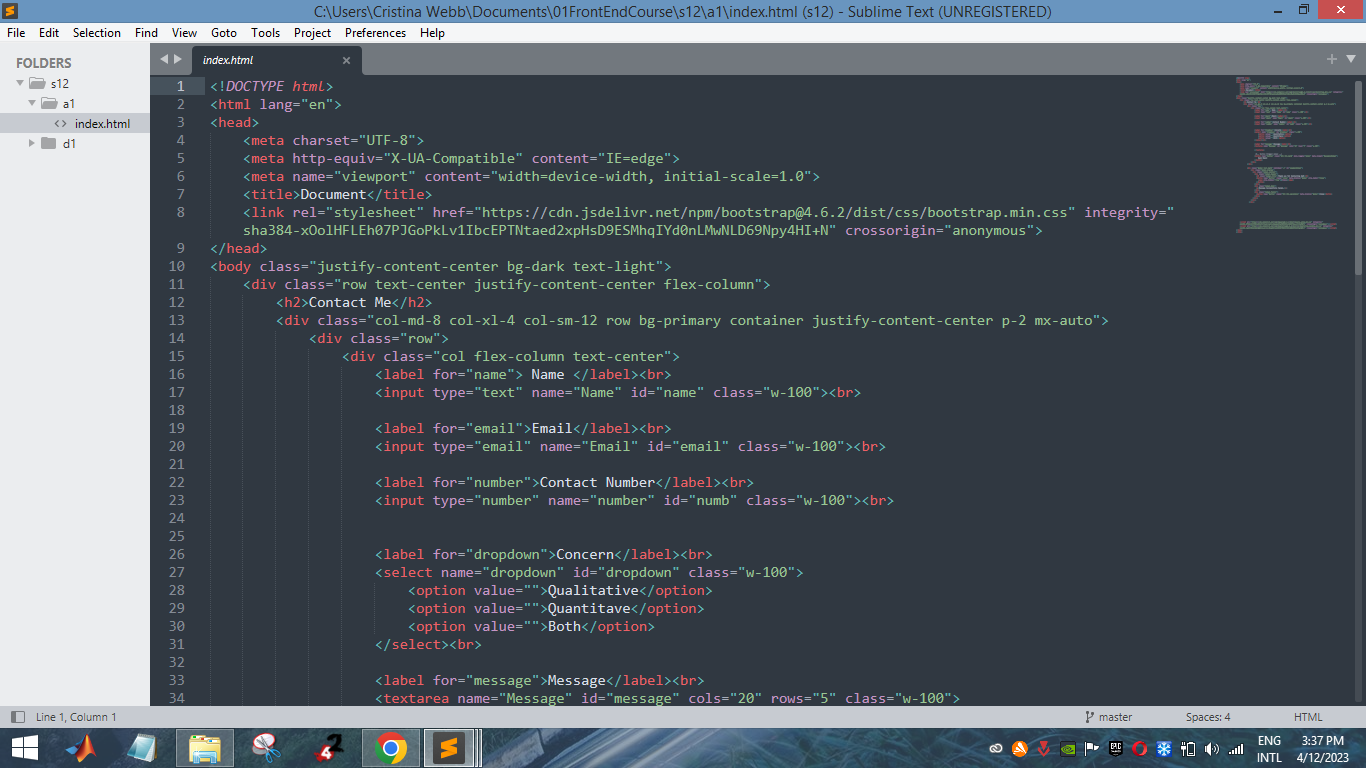 C:\Users\Cristina Webb\Documents\01FrontEndCourse\s12\a1\index.html (s12) - Sublime Text (UNREGISTERED)
File Edit Selection Find View Goto Tools Project Preferences Help
FOLDERS
s12
a1
index.html
d1
index.html
1 <!DOCTYPE html>
2 <html lang="en">
3 <head>
4 <meta charset="UTF-8">
5 <meta http-equiv="X-UA-Compatible" content="IE=edge">
6 <meta name="viewport" content="width=device-width, initial-scale=1.0">
7 <title>Document</title>
8 <link rel="stylesheet" href="https://cdn.jsdelivr.net/npm/bootstrap@4.6.2/dist/css/bootstrap.min.css" integrity="
sha384-xOolHFLEh07PJGoPkLv1IbcEPTNtaed2xpHsD9ESMhqIYd0nLMwNLD69Npy4HI+N" crossorigin="anonymous">
9 </head>
10 <body class="justify-content-center bg-dark text-light">
11 <div class="row text-center justify-content-center flex-column">
12 <h2>Contact Me</h2>
13 <div class="col-md-8 col-xl-4 col-sm-12 row bg-primary container justify-content-center p-2 mx-auto">
14 <div class="row">
15 <div class="col flex-column text-center">
16 <label for="name"> Name </label><br>
17 <input type="text" name="Name" id="name" class="w-100"><br>
18
19 <label for="email">Email</label><br>
20 <input type="email" name="Email" id="email" class="w-100"><br>
21
22 <label for="number">Contact Number</label><br>
23 <input type="number" name="number" id="numb" class="w-100"><br>
24
25
26 <label for="dropdown">Concern</label><br>
27 <select name="dropdown" id="dropdown" class="w-100">
28 <option value="">Qualitative</option>
29 <option value="">Quantitave</option>
30 <option value="">Both</option>
31 </select><br>
32
33 <label for="message">Message</label><br>
34 <textarea name="Message" id="message" cols="20" rows="5" class="w-100">
Line 1, Column 1
master
Spaces: 4
HTML
ENG
INTL
3:37 PM
4/12/2023